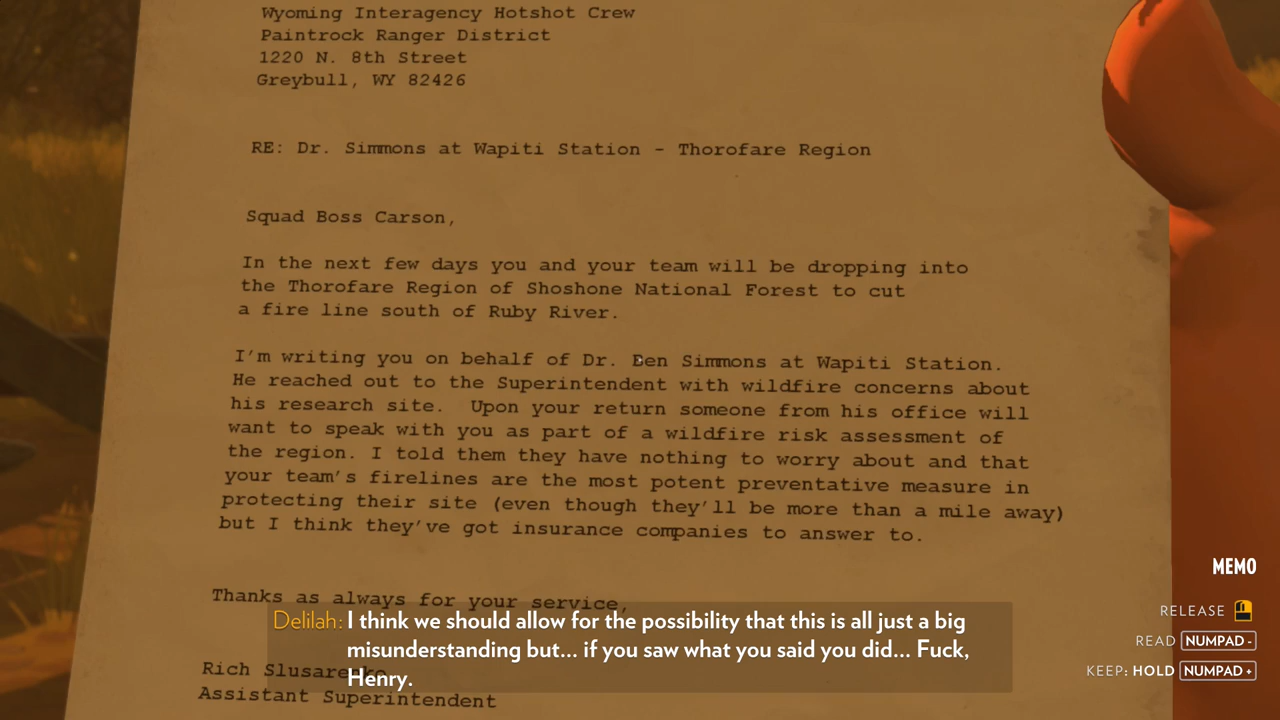 Wyoming Interagency Hotshot Crew
Paintrock Ranger District
1220 N. 8th Street
Greybull, WY 82426
RE: Dr. Simmons at Wapiti Station - Thorofare Region
Squad Boss Carson,
In the next few days you and your team will be dropping into
the Thorofare Region of Shoshone National Forest to cut
a fire line south of Ruby River.
I'm writing you on behalf of Dr. Ben Simmons at Wapiti Station.
He reached out to the Superintendent with wildfire concerns about
his research site. Upon your return someone from his office will
want to speak with you as part of a wildfire risk assessment of
the region. I told them they have nothing to worry about and that
your team's firelines are the most potent preventative measure in
protecting their site (even though they'll be more than a mile away)
but I think they've got insurance companies to answer to.
Thanks as always for your service,
Delilah: I think we should allow for the possibility that this is all just a big
misunderstanding but... if you saw what you said you did... Fuck,
Henry.
Rich Slusarenko
Assistant Superintendent
MEMO
RELEASE
READ NUMPAD -
KEEP: HOLD NUMPAD +